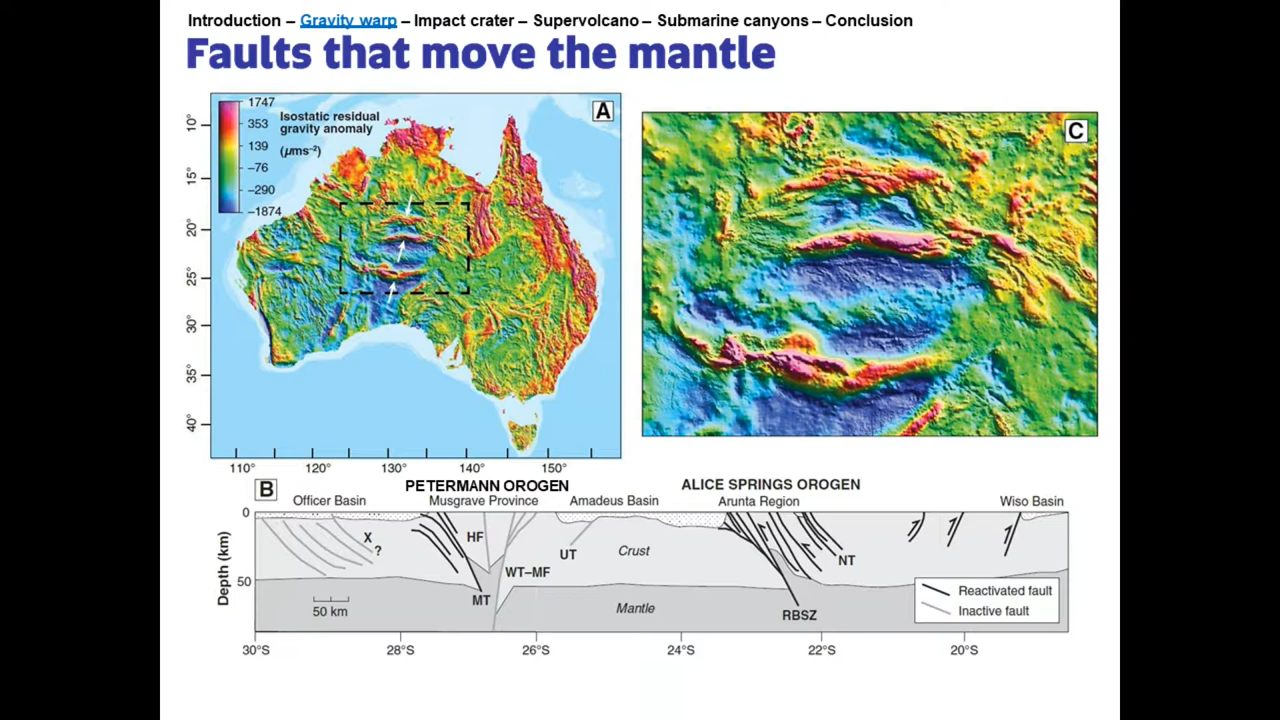 Introduction – Gravity warp – Impact crater – Supervolcano – Submarine canyons – Conclusion
Faults that move the mantle
A
1747
353
139
-76
-290
-1874
Isostatic residual
gravity anomaly
(μms⁻²)
10°
15°
20°
25°
30°
35°
40°
110°
120°
130°
140°
150°
C
B
PETERMANN OROGEN
ALICE SPRINGS OROGEN
Officer Basin
Musgrave Province
Amadeus Basin
Arunta Region
Wiso Basin
Depth (km)
0
50
X
?
HF
MT
WT–MF
UT
Crust
Mantle
NT
RBSZ
50 km
Reactivated fault
Inactive fault
30°S
28°S
26°S
24°S
22°S
20°S